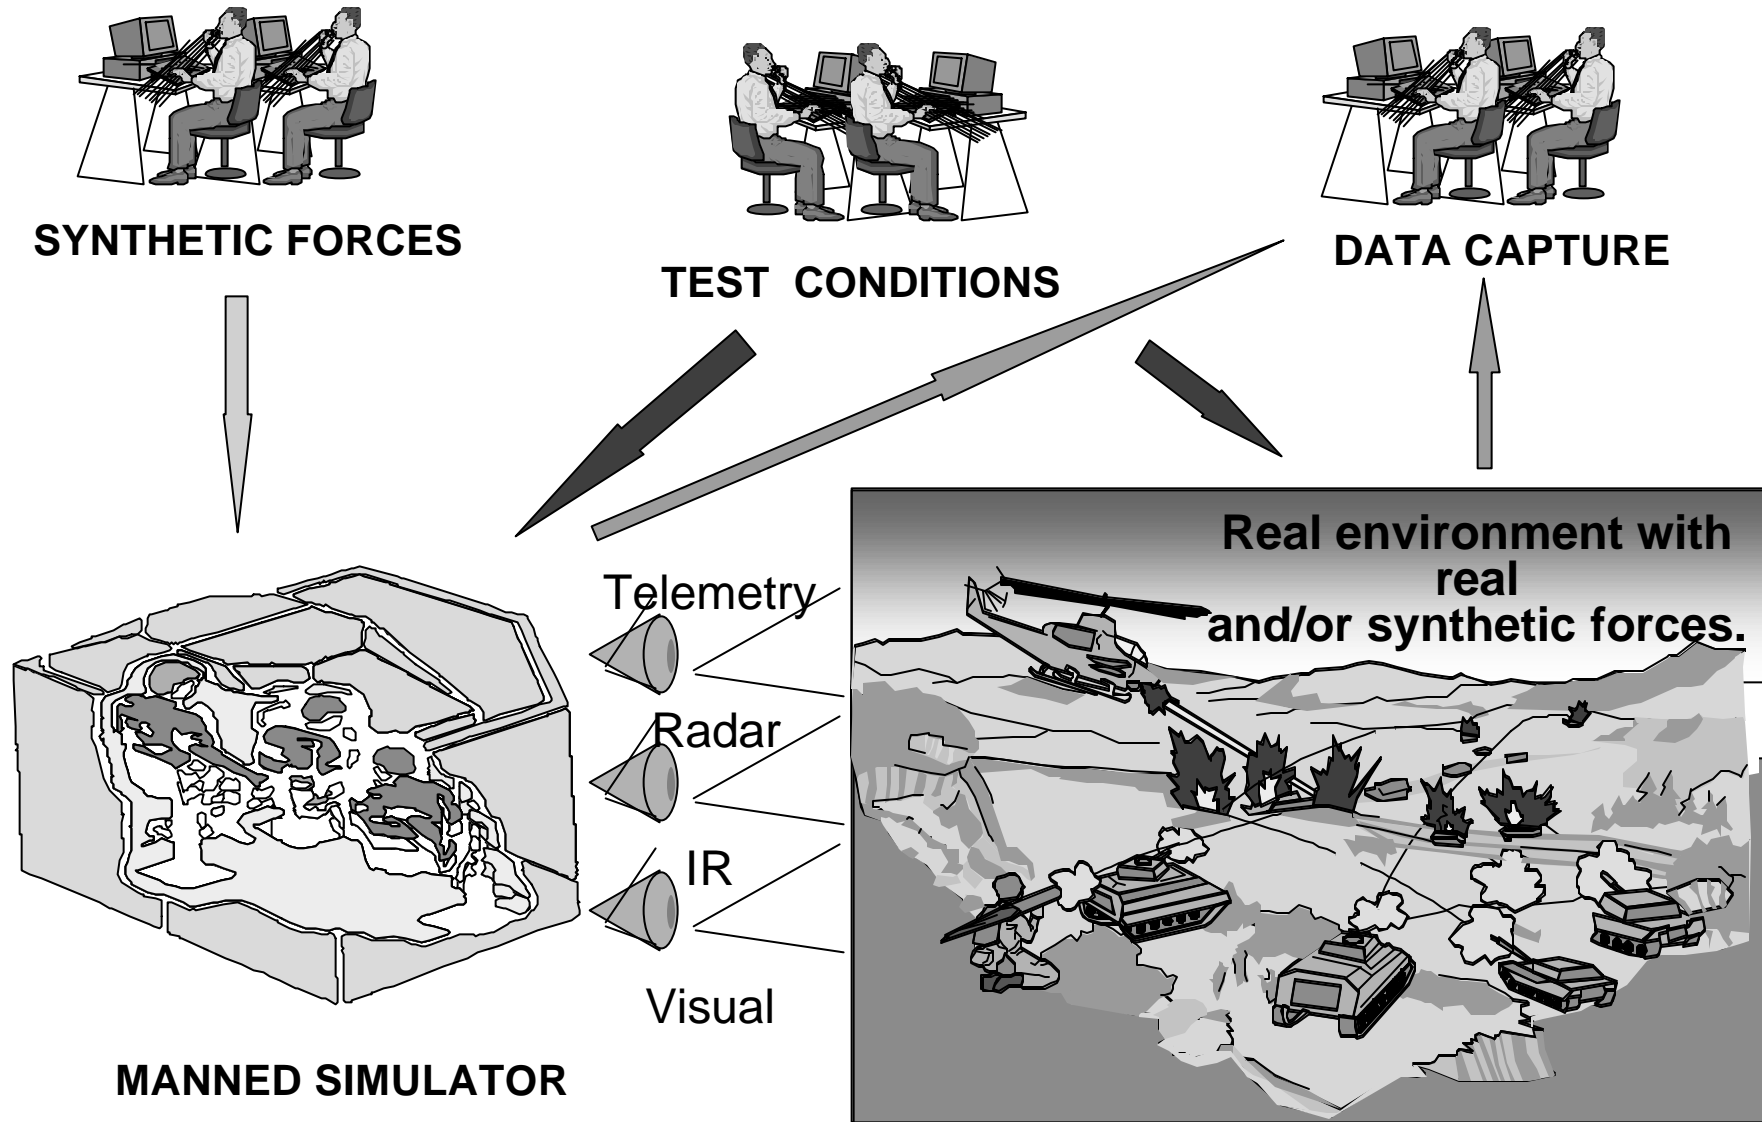 SYNTHETIC FORCES
TEST CONDITIONS
DATA CAPTURE
Real environment with
real
and/or synthetic forces.
Telemetry
Radar
IR
Visual
MANNED SIMULATOR